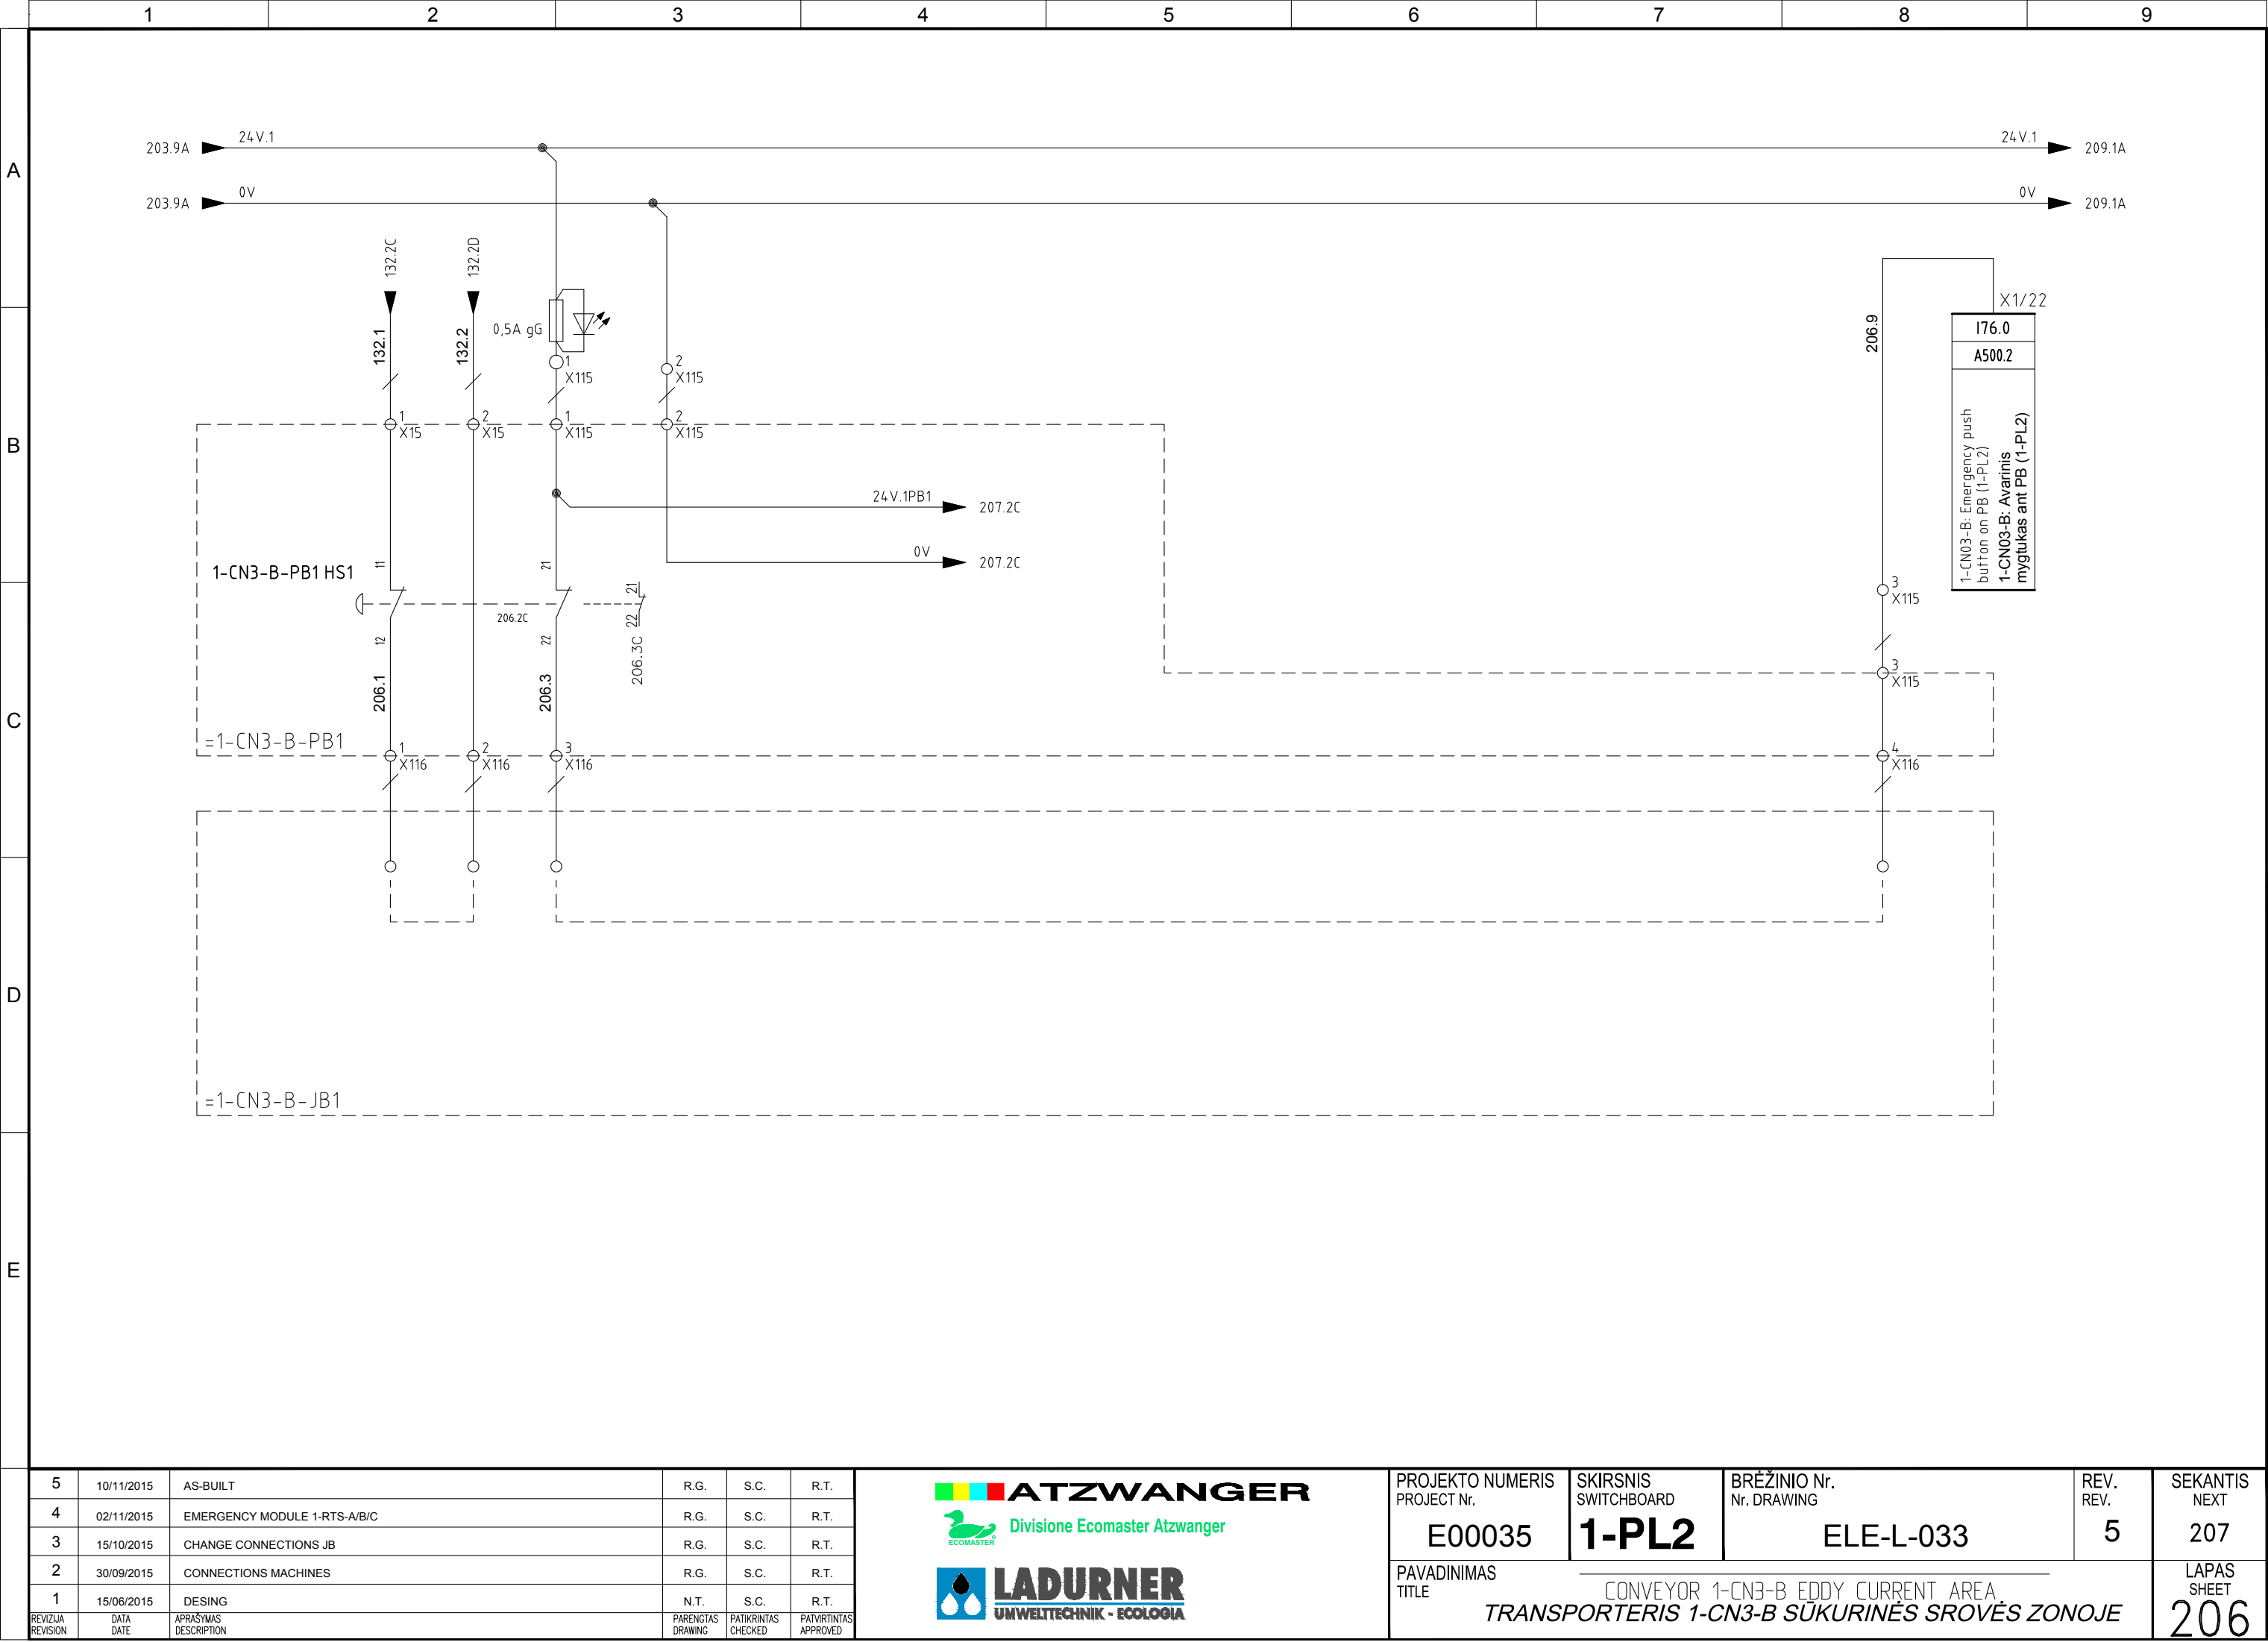 1 2 3 4 5 6 7 8 9
A
B
C
D
E
203.9A 24V.1 24V.1 209.1A
203.9A 0V 0V 209.1A
132.2C
132.2D
132.1
132.2
0,5A gG
1
X115
2
X115
1
X15
2
X15
1
X115
2
X115
24V.1PB1 207.2C
0V 207.2C
1-CN3-B-PB1 HS1
11
12
21
22
206.2C
21
22
206.3C
206.1
206.3
=1-CN3-B-PB1
1
X116
2
X116
3
X116
206.9
X1/22
I76.0
A500.2
1-CN03-B: Emergency push
button on PB (1-PL2)
1-CN03-B: Avarinis
mygtukas ant PB (1-PL2)
3
X115
3
X115
4
X116
=1-CN3-B-JB1
5 10/11/2015 AS-BUILT R.G. S.C. R.T.
4 02/11/2015 EMERGENCY MODULE 1-RTS-A/B/C R.G. S.C. R.T.
3 15/10/2015 CHANGE CONNECTIONS JB R.G. S.C. R.T.
2 30/09/2015 CONNECTIONS MACHINES R.G. S.C. R.T.
1 15/06/2015 DESING N.T. S.C. R.T.
REVIZIJA DATA APRAŠYMAS PARENGTAS PATIKRINTAS PATVIRTINTAS
REVISION DATE DESCRIPTION DRAWING CHECKED APPROVED
ATZWANGER
ECOMASTER
Divisione Ecomaster Atzwanger
LADURNER
UMWELTTECHNIK - ECOLOGIA
PROJEKTO NUMERIS
PROJECT Nr.
E00035
SKIRSNIS
SWITCHBOARD
1-PL2
BRĖŽINIO Nr.
Nr. DRAWING
ELE-L-033
REV.
REV.
5
SEKANTIS
NEXT
207
PAVADINIMAS
TITLE
CONVEYOR 1-CN3-B EDDY CURRENT AREA
TRANSPORTERIS 1-CN3-B SŪKURINĖS SROVĖS ZONOJE
LAPAS
SHEET
206